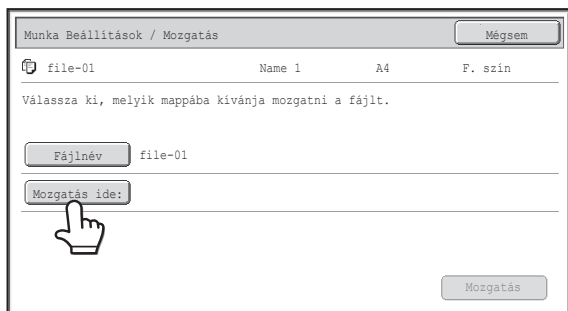 Munka Beállítások / Mozgatás Mégsem
file-01 Name 1 A4 F. szín
Válassza ki, melyik mappába kívánja mozgatni a fájlt.
Fájlnév file-01
Mozgatás ide:
Mozgatás